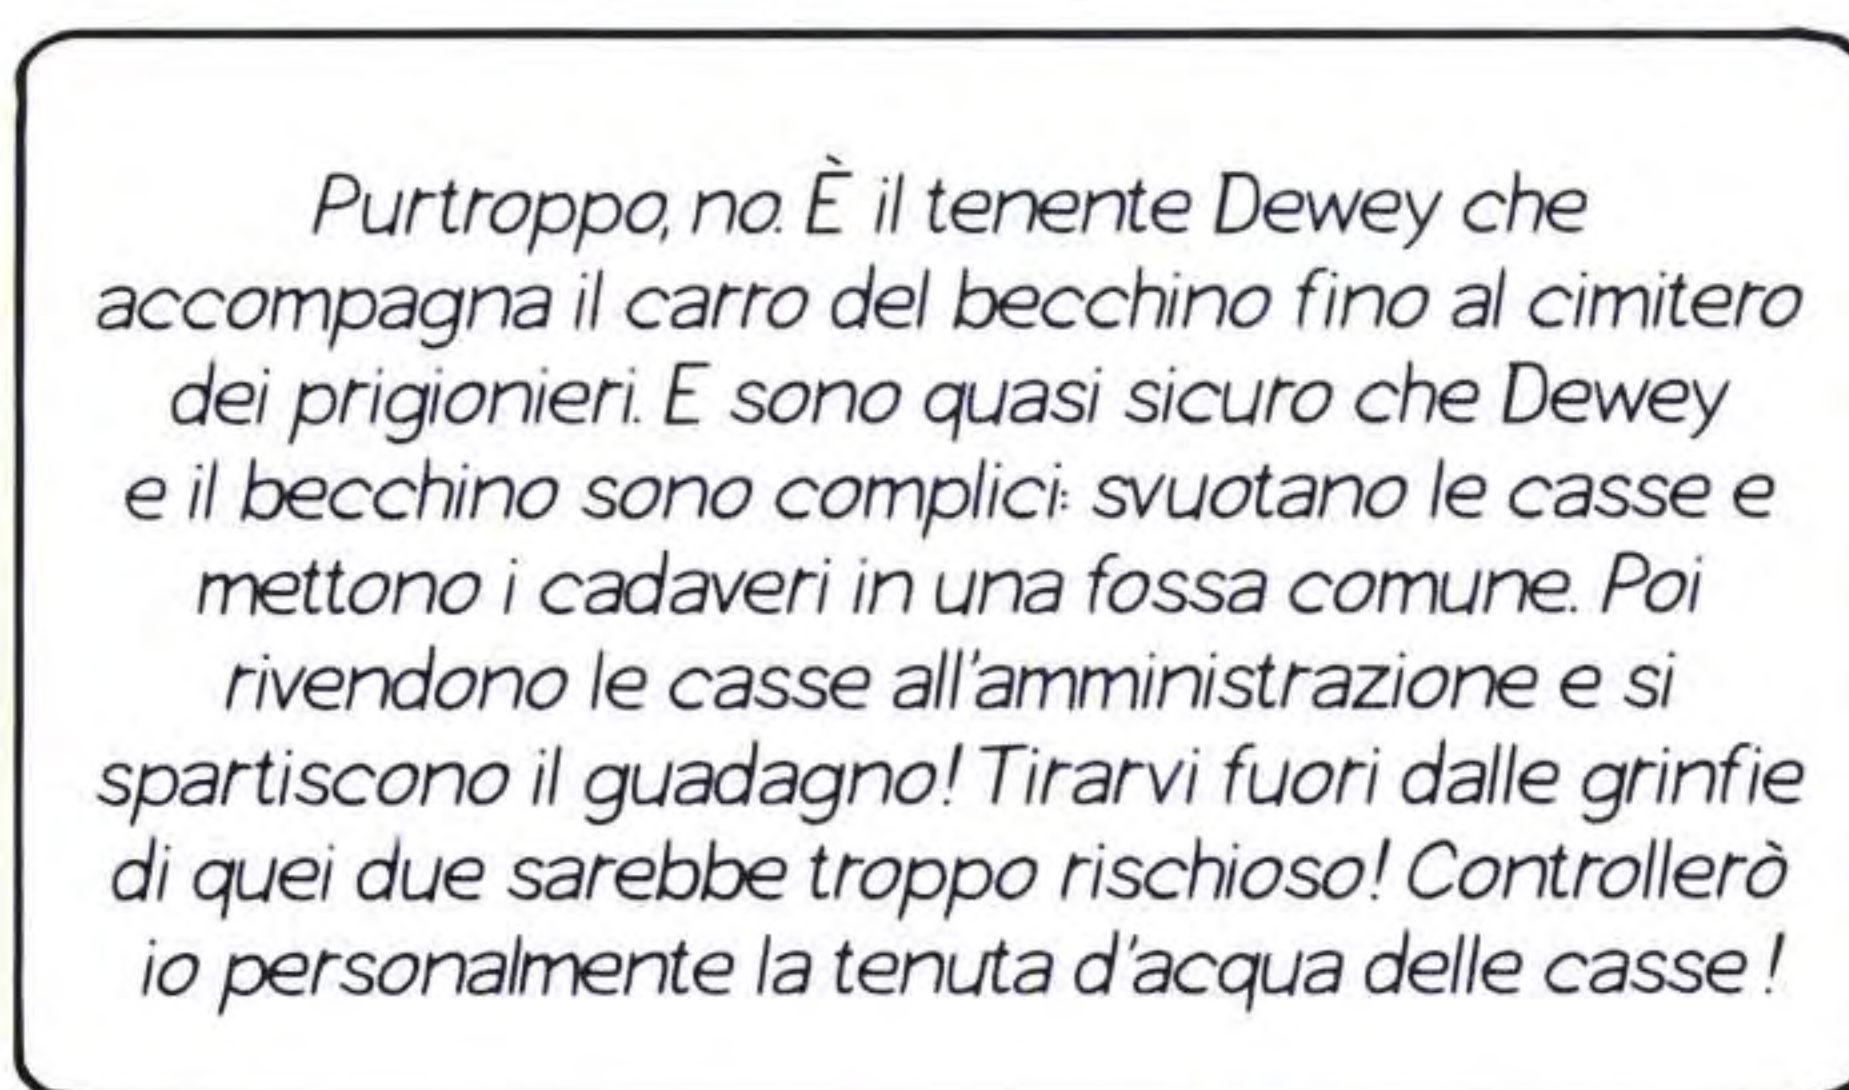 Purtroppo, no. È il tenente Dewey che
accompagna il carro del becchino fino al cimitero
dei prigionieri. E sono quasi sicuro che Dewey
e il becchino sono complici: svuotano le casse e
mettono i cadaveri in una fossa comune. Poi
rivendono le casse all'amministrazione e si
spartiscono il guadagno! Tirarvi fuori dalle grinfie
di quei due sarebbe troppo rischioso! Controllerò
io personalmente la tenuta d'acqua delle casse!